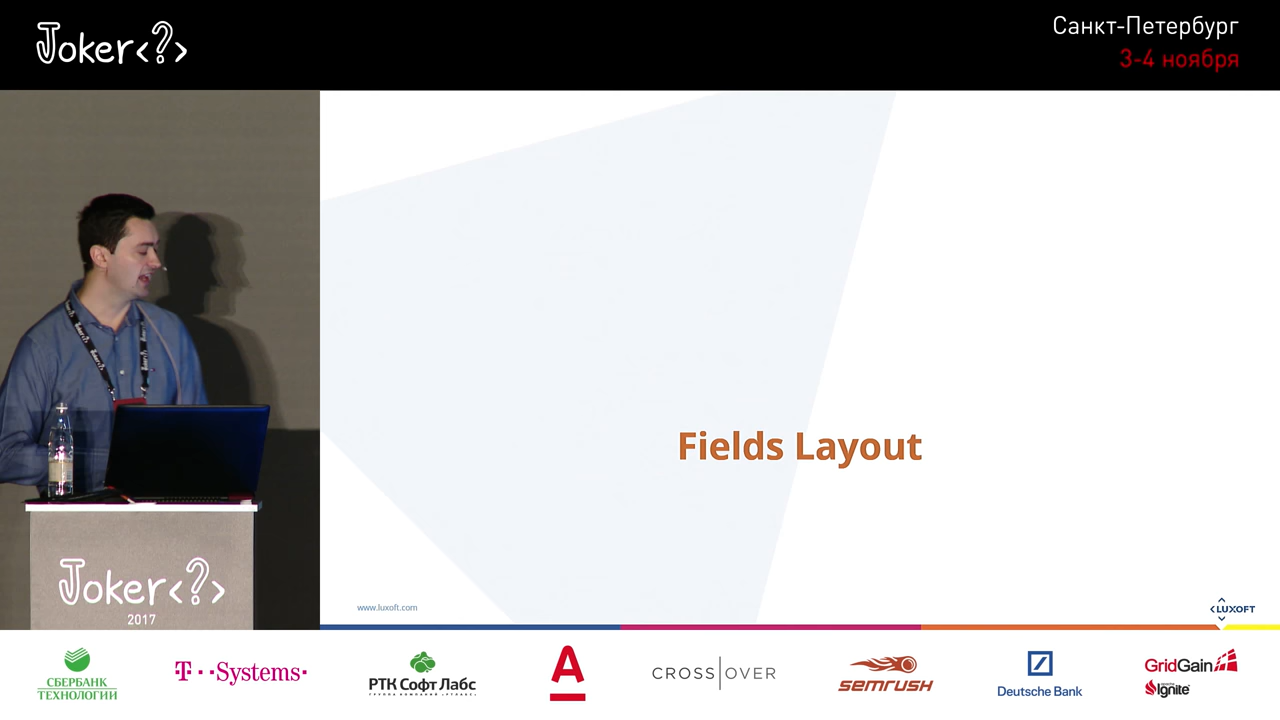 Joker<?>
Санкт-Петербург
3-4 ноября
Fields Layout
Joker<?>
2017
www.luxoft.com
LUXOFT
СБЕРБАНК
ТЕХНОЛОГИИ
T · · Systems ·
РТК Софт Лабс
А
CROSS OVER
semrush
Deutsche Bank
GridGain
Ignite